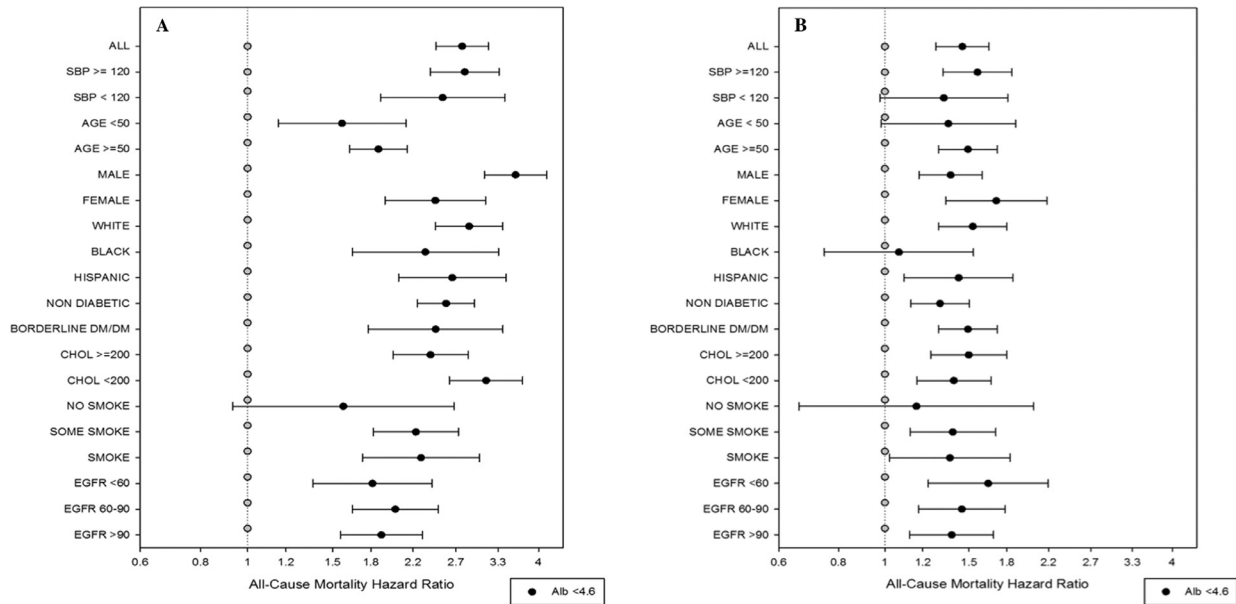 A
ALL
SBP >= 120
SBP < 120
AGE <50
AGE >=50
MALE
FEMALE
WHITE
BLACK
HISPANIC
NON DIABETIC
BORDERLINE DM/DM
CHOL >=200
CHOL <200
NO SMOKE
SOME SMOKE
SMOKE
EGFR <60
EGFR 60-90
EGFR >90
0.6 0.8 1 1.2 1.5 1.8 2.2 2.7 3.3 4
All-Cause Mortality Hazard Ratio
Alb <4.6
B
ALL
SBP >=120
SBP < 120
AGE < 50
AGE >=50
MALE
FEMALE
WHITE
BLACK
HISPANIC
NON DIABETIC
BORDERLINE DM/DM
CHOL >=200
CHOL <200
NO SMOKE
SOME SMOKE
SMOKE
EGFR <60
EGFR 60-90
EGFR >90
0.6 0.8 1 1.2 1.5 1.8 2.2 2.7 3.3 4
All-Cause Mortality Hazard Ratio
Alb <4.6